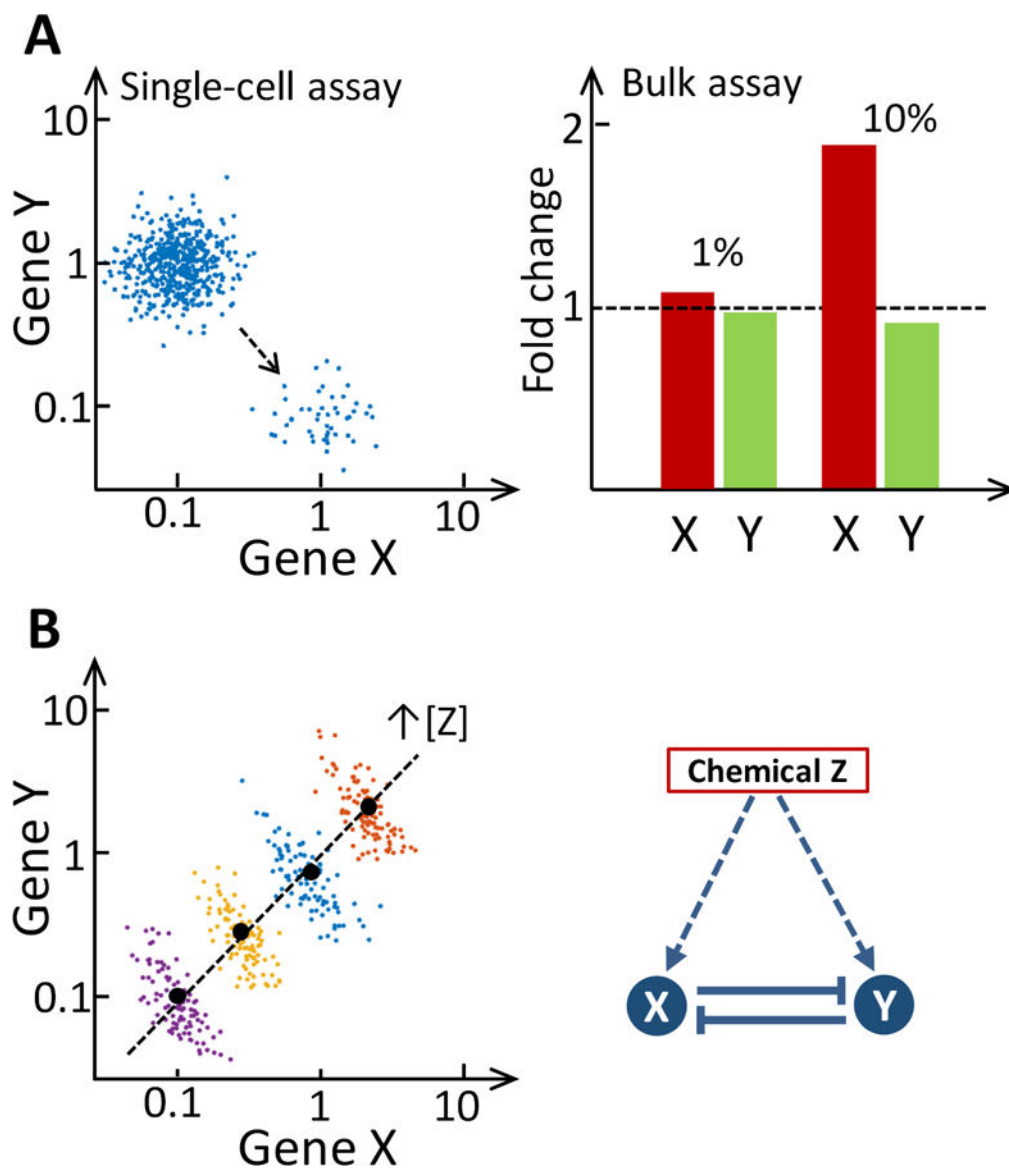 A
Single-cell assay
10
1
0.1
Gene Y
0.1
1
10
Gene X
Bulk assay
2
1
Fold change
1%
10%
X Y X Y
B
10
1
0.1
Gene Y
↑[Z]
0.1
1
10
Gene X
Chemical Z
X
Y